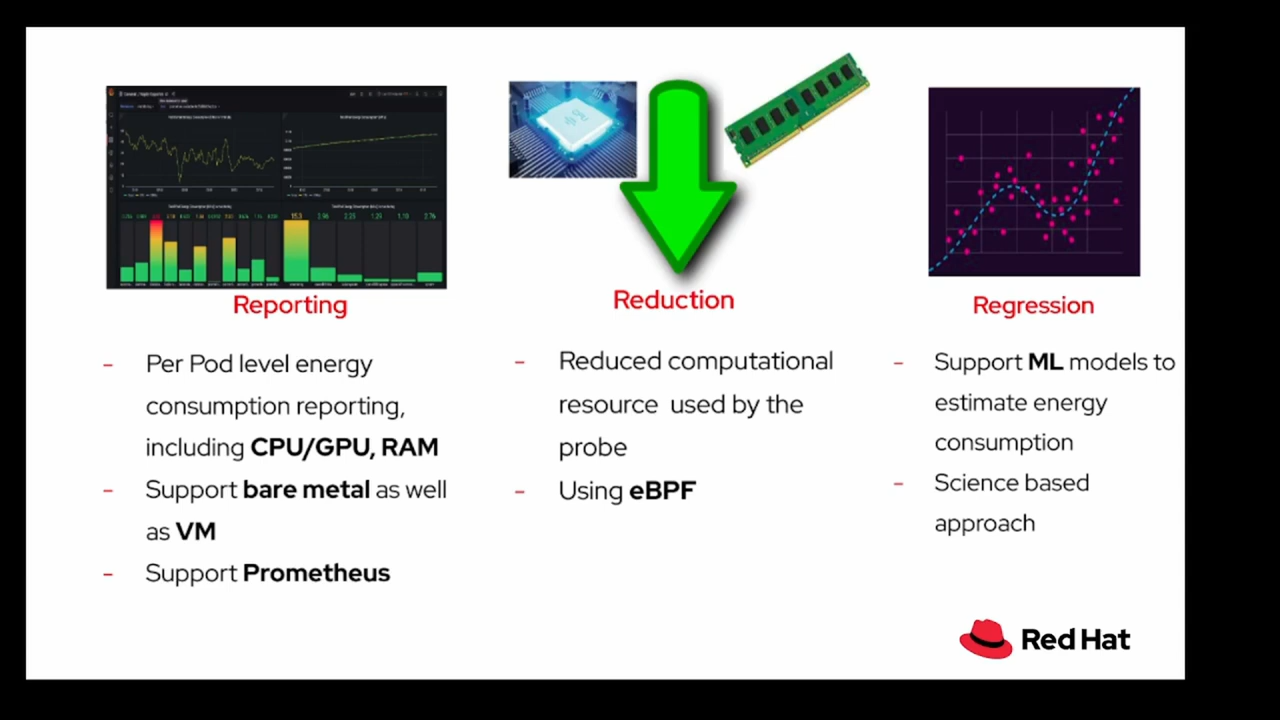 CPU
Reporting
- Per Pod level energy
consumption reporting,
including CPU/GPU, RAM
- Support bare metal as well
as VM
- Support Prometheus
Reduction
- Reduced computational
resource used by the
probe
- Using eBPF
Regression
- Support ML models to
estimate energy
consumption
- Science based
approach
Red Hat